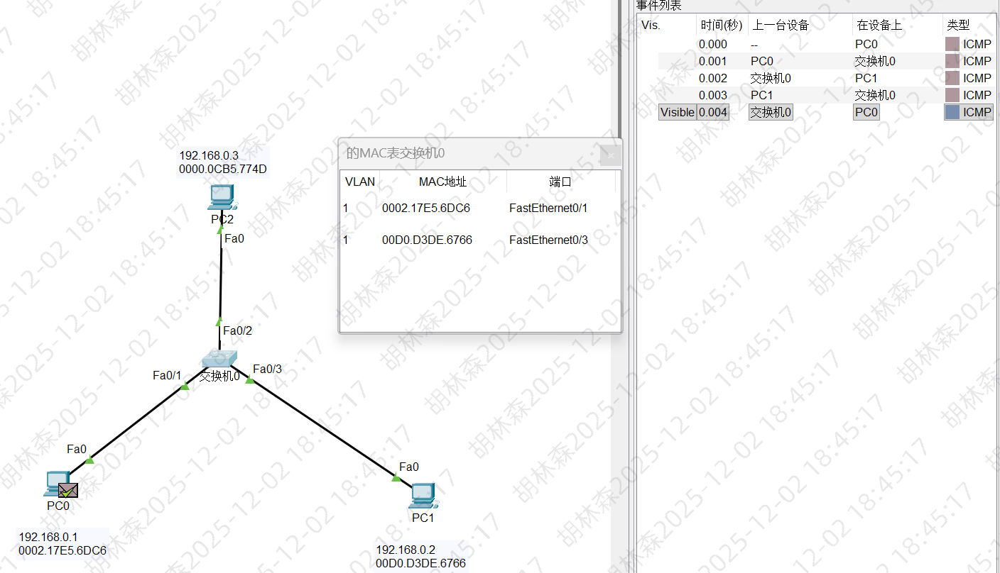 事件列表
Vis. 时间(秒) 上一台设备 在设备上 类型
0.000 -- PC0 ICMP
0.001 PC0 交换机0 ICMP
0.002 交换机0 PC1 ICMP
0.003 PC1 交换机0 ICMP
Visible 0.004 交换机0 PC0 ICMP
的MAC表交换机0
VLAN MAC地址 端口
1 0002.17E5.6DC6 FastEthernet0/1
1 00D0.D3DE.6766 FastEthernet0/3
192.168.0.3
0000.0CB5.774D
PC2
Fa0
Fa0/2
Fa0/1
交换机0
Fa0/3
Fa0
PC0
192.168.0.1
0002.17E5.6DC6
Fa0
PC1
192.168.0.2
00D0.D3DE.6766
胡林森2025-12-02 18:45:17